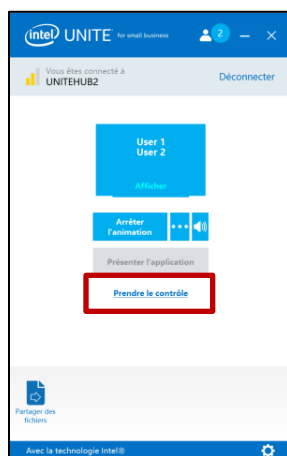 intel UNITE for small business 2
Vous êtes connecté à
UNITEHUB2
Déconnecter
User 1
User 2
Afficher
Arrêter
l'animation
Présenter l'application
Prendre le contrôle
Partager des
fichiers
Avec la technologie Intel®